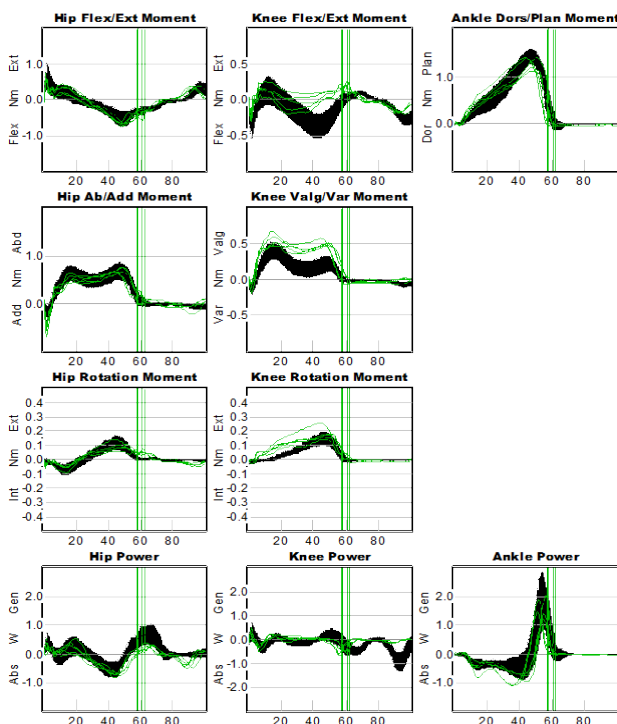 Hip Flex/Ext Moment Knee Flex/Ext Moment Ankle Dors/Plan Moment
Flex Nm Ext 1.0 0.0 -1.0
20 40 60 80
Flex Nm Ext 0.5 0.0 -0.5
20 40 60 80
Dor Nm Plan 1.0 0.0
20 40 60 80
Hip Ab/Add Moment Knee Valg/Var Moment
Add Nm Abd 1.0 0.0
20 40 60 80
Var Nm Valg 0.5 0.0 -0.5
20 40 60 80
Hip Rotation Moment Knee Rotation Moment
Int Nm Ext 0.4 0.3 0.2 0.1 0.0 -0.1 -0.2 -0.3 -0.4
20 40 60 80
Int Nm Ext 0.4 0.3 0.2 0.1 0.0 -0.1 -0.2 -0.3 -0.4
20 40 60 80
Hip Power Knee Power Ankle Power
Abs W Gen 2.0 1.0 0.0 -1.0
20 40 60 80
Abs W Gen 2.0 1.0 0.0 -1.0 -2.0
20 40 60 80
Abs W Gen 2.0 1.0 0.0 -1.0
20 40 60 80